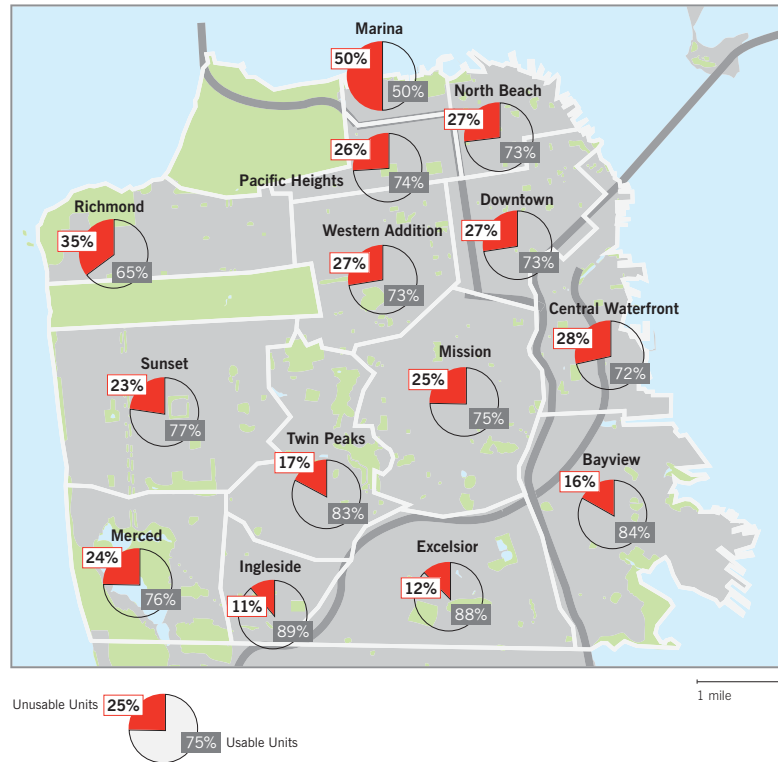 Marina
50%
50%
North Beach
27%
73%
26%
74%
Pacific Heights
Richmond
35%
65%
Western Addition
27%
73%
Downtown
27%
73%
Central Waterfront
28%
72%
Sunset
23%
77%
Mission
25%
75%
Twin Peaks
17%
83%
Bayview
16%
84%
Merced
24%
76%
Ingleside
11%
89%
Excelsior
12%
88%
1 mile
Unusable Units 25%
75% Usable Units